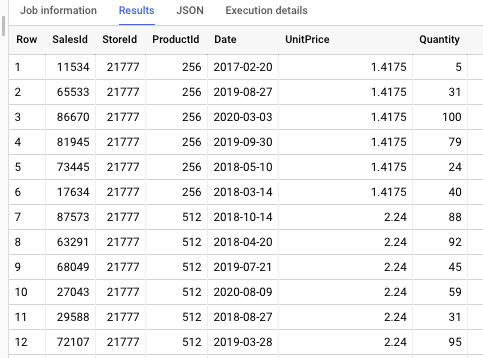 Job information Results JSON Execution details
Row SalesId StoreId ProductId Date UnitPrice Quantity
1 11534 21777 256 2017-02-20 1.4175 5
2 65533 21777 256 2019-08-27 1.4175 31
3 86670 21777 256 2020-03-03 1.4175 100
4 81945 21777 256 2019-09-30 1.4175 79
5 73445 21777 256 2018-05-10 1.4175 24
6 17634 21777 256 2018-03-14 1.4175 40
7 87573 21777 512 2018-10-14 2.24 88
8 63291 21777 512 2018-04-20 2.24 92
9 68049 21777 512 2019-07-21 2.24 45
10 27043 21777 512 2020-08-09 2.24 59
11 29588 21777 512 2018-08-27 2.24 31
12 72107 21777 512 2019-03-28 2.24 95